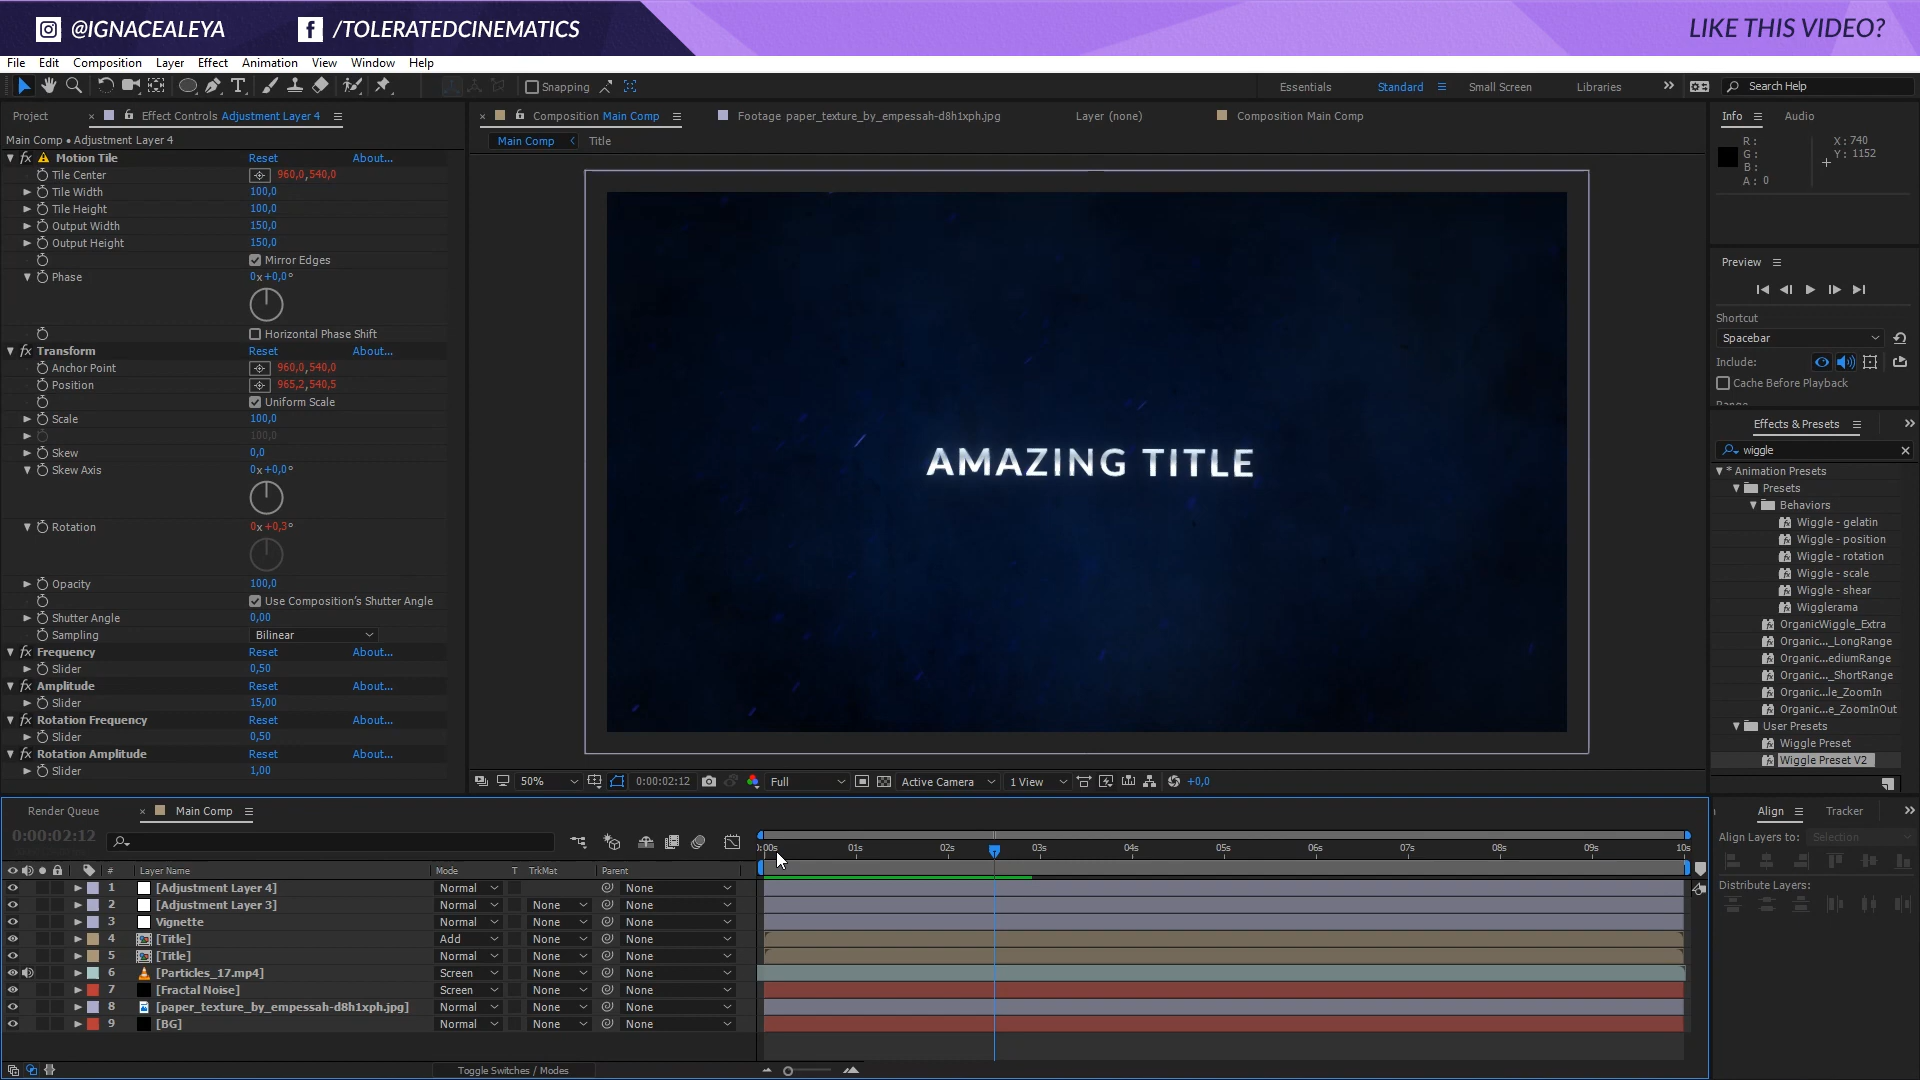 @IGNACEALEYA
/TOLERATEDCINEMATICS
LIKE THIS VIDEO?
File Edit Composition Layer Effect Animation View Window Help
Snapping
Essentials Standard Small Screen Libraries
Search Help
Project
Effect Controls Adjustment Layer 4
Main Comp • Adjustment Layer 4
fx Motion Tile Reset About...
Tile Center 960,0,540,0
Tile Width 100,0
Tile Height 100,0
Output Width 150,0
Output Height 150,0
Mirror Edges
Phase 0x+0,0°
Horizontal Phase Shift
fx Transform Reset About...
Anchor Point 960,0,540,0
Position 965,2,540,5
Uniform Scale
Scale 100,0
100,0
Skew 0,0
Skew Axis 0x+0,0°
Rotation 0x+0,3°
Opacity 100,0
Use Composition's Shutter Angle
Shutter Angle 0,00
Sampling Bilinear
fx Frequency Reset About...
Slider 0,50
fx Amplitude Reset About...
Slider 15,00
fx Rotation Frequency Reset About...
Slider 0,50
fx Rotation Amplitude Reset About...
Slider 1,00
Composition Main Comp
Footage paper_texture_by_empessah-d8h1xph.jpg
Layer (none)
Composition Main Comp
Main Comp Title
AMAZING TITLE
50% 0:00:02:12 Full Active Camera 1 View +0,0
Info Audio
R: X: 740
G: Y: 1152
B:
A: 0
Preview
Shortcut
Spacebar
Include:
Cache Before Playback
Effects & Presets
wiggle
* Animation Presets
Presets
Behaviors
Wiggle - gelatin
Wiggle - position
Wiggle - rotation
Wiggle - scale
Wiggle - shear
Wigglerama
OrganicWiggle_Extra
Organic..._LongRange
Organic...ediumRange
Organic..._ShortRange
Organic...le_ZoomIn
Organic...e_ZoomInOut
User Presets
Wiggle Preset
Wiggle Preset V2
Render Queue Main Comp
0:00:02:12
# Layer Name Mode T TrkMat Parent
:00s 01s 02s 03s 04s 05s 06s 07s 08s 09s 10s
1 [Adjustment Layer 4] Normal None
2 [Adjustment Layer 3] Normal None None
3 Vignette Normal None None
4 [Title] Add None None
5 [Title] Normal None None
6 [Particles_17.mp4] Screen None None
7 [Fractal Noise] Screen None None
8 [paper_texture_by_empessah-d8h1xph.jpg] Normal None None
9 [BG] Normal None None
Toggle Switches / Modes
Align Tracker
Align Layers to: Selection
Distribute Layers: